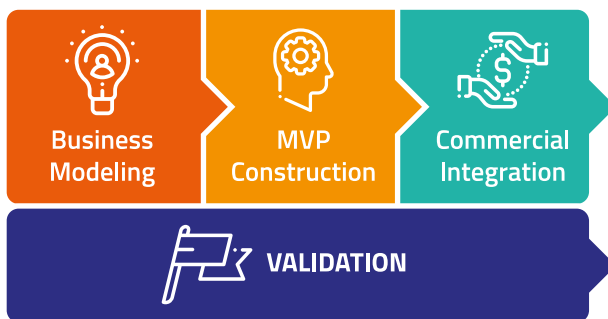 Business
Modeling
MVP
Construction
Commercial
Integration
$
VALIDATION